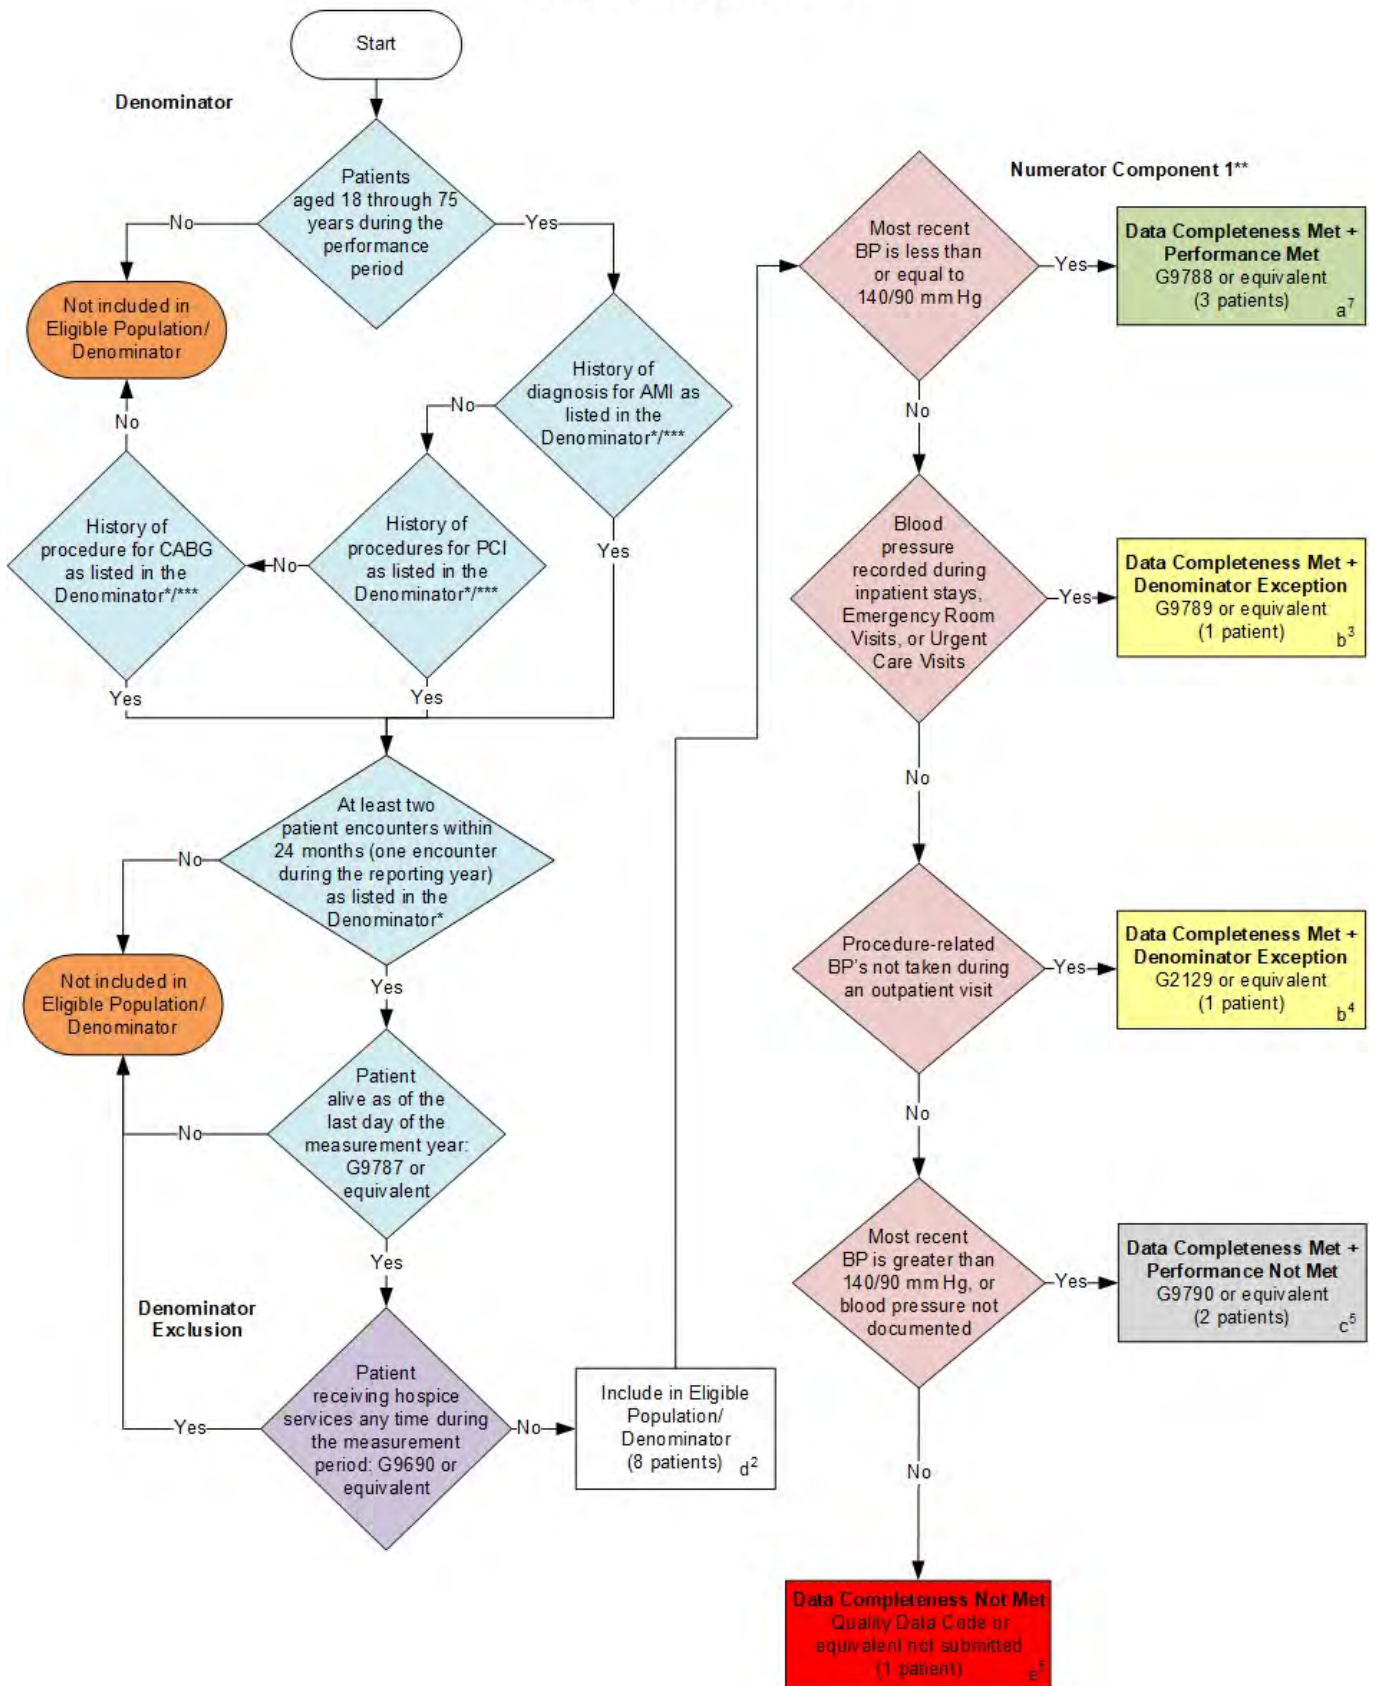 Start
Denominator
Patients
aged 18 through 75
years during the
performance
period
No
Yes
Not included in
Eligible Population/
Denominator
History of
diagnosis for AMI as
listed in the
Denominator*/***
No
No
Yes
History of
procedure for CABG
as listed in the
Denominator*/***
No
History of
procedures for PCI
as listed in the
Denominator*/***
Yes
Yes
At least two
patient encounters within
24 months (one encounter
during the reporting year)
as listed in the
Denominator*
No
Yes
Not included in
Eligible Population/
Denominator
Patient
alive as of the
last day of the
measurement year:
G9787 or
equivalent
No
Yes
Denominator
Exclusion
Patient
receiving hospice
services any time during
the measurement
period: G9690 or
equivalent
Yes
No
Include in Eligible
Population/
Denominator
(8 patients) d²
Numerator Component 1**
Most recent
BP is less than
or equal to
140/90 mm Hg
Yes
Data Completeness Met +
Performance Met
G9788 or equivalent
(3 patients) a⁷
No
Blood
pressure
recorded during
inpatient stays,
Emergency Room
Visits, or Urgent
Care Visits
Yes
Data Completeness Met +
Denominator Exception
G9789 or equivalent
(1 patient) b³
No
Procedure-related
BP's not taken during
an outpatient visit
Yes
Data Completeness Met +
Denominator Exception
G2129 or equivalent
(1 patient) b⁴
No
Most recent
BP is greater than
140/90 mm Hg, or
blood pressure not
documented
Yes
Data Completeness Met +
Performance Not Met
G9790 or equivalent
(2 patients)
No
Data Completeness Not Met
Quality Data Code or
equivalent not submitted
(1 patient)